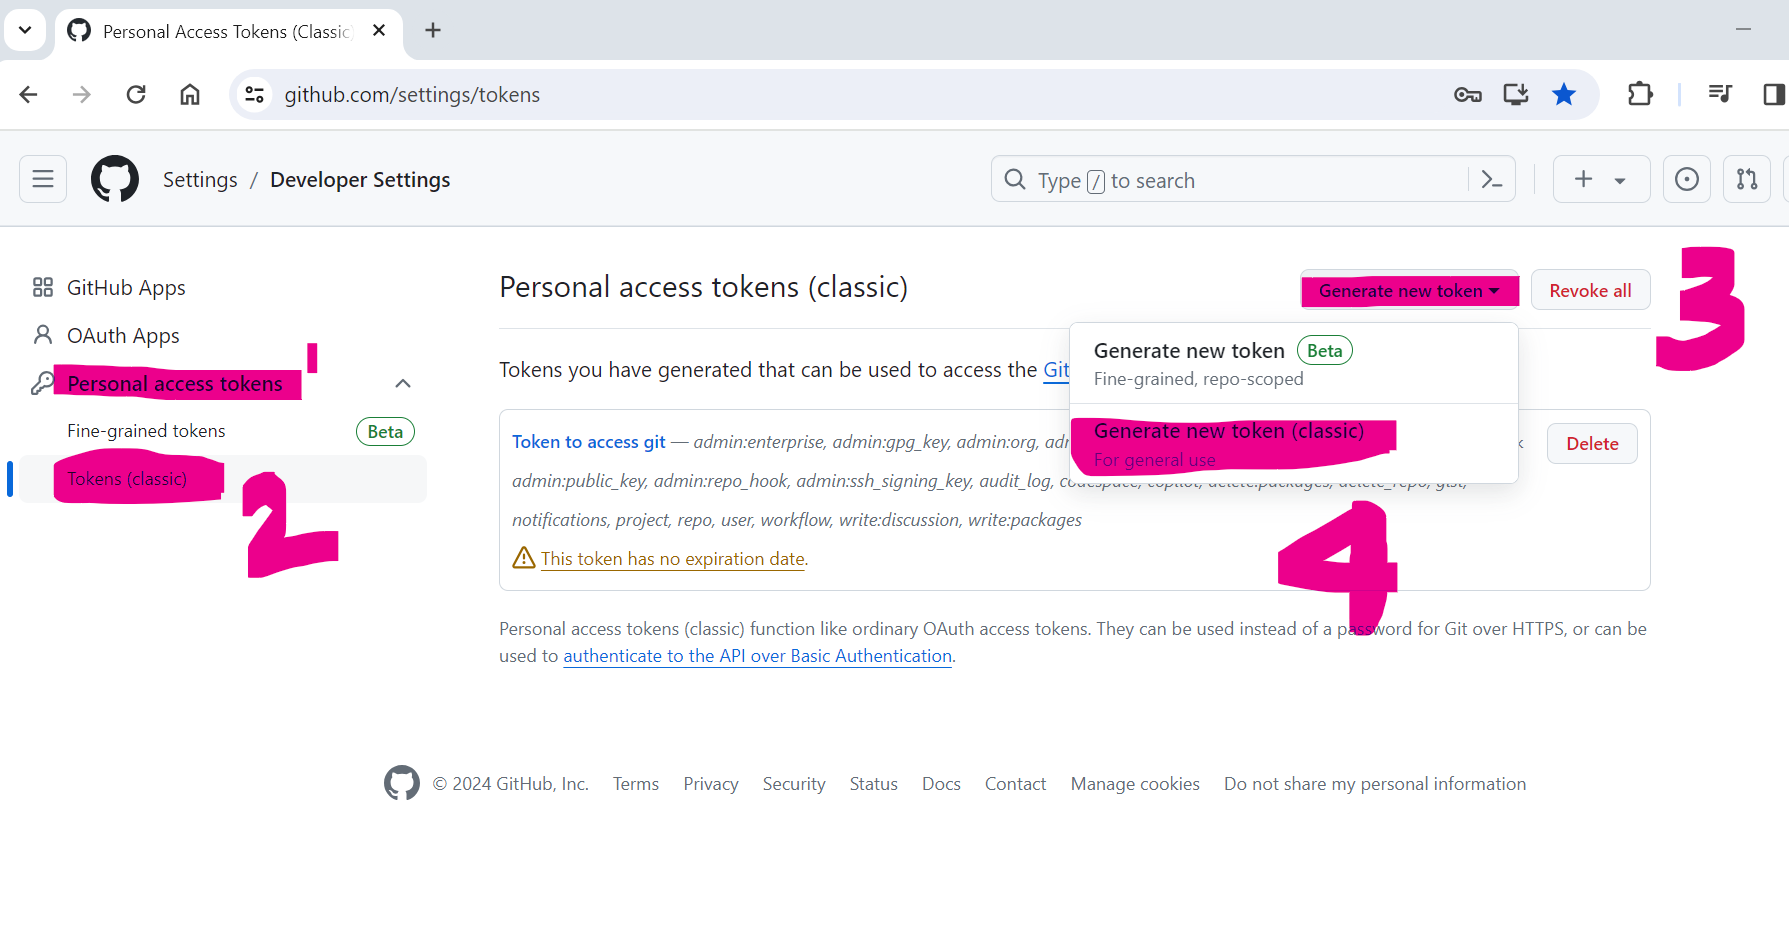 Personal Access Tokens (Classic)
github.com/settings/tokens
Settings / Developer Settings
Type / to search
GitHub Apps
OAuth Apps
Personal access tokens
1
Fine-grained tokens
Beta
Tokens (classic)
2
Personal access tokens (classic)
Generate new token
Revoke all
3
Generate new token Beta
Fine-grained, repo-scoped
Generate new token (classic)
For general use
4
Tokens you have generated that can be used to access the Git
Token to access git — admin:enterprise, admin:gpg_key, admin:org,
Delete
admin:public_key, admin:repo_hook, admin:ssh_signing_key, audit_log, codespace, copilot, delete:packages, delete_repo, gist,
notifications, project, repo, user, workflow, write:discussion, write:packages
This token has no expiration date.
Personal access tokens (classic) function like ordinary OAuth access tokens. They can be used instead of a password for Git over HTTPS, or can be
used to authenticate to the API over Basic Authentication.
© 2024 GitHub, Inc. Terms Privacy Security Status Docs Contact Manage cookies Do not share my personal information